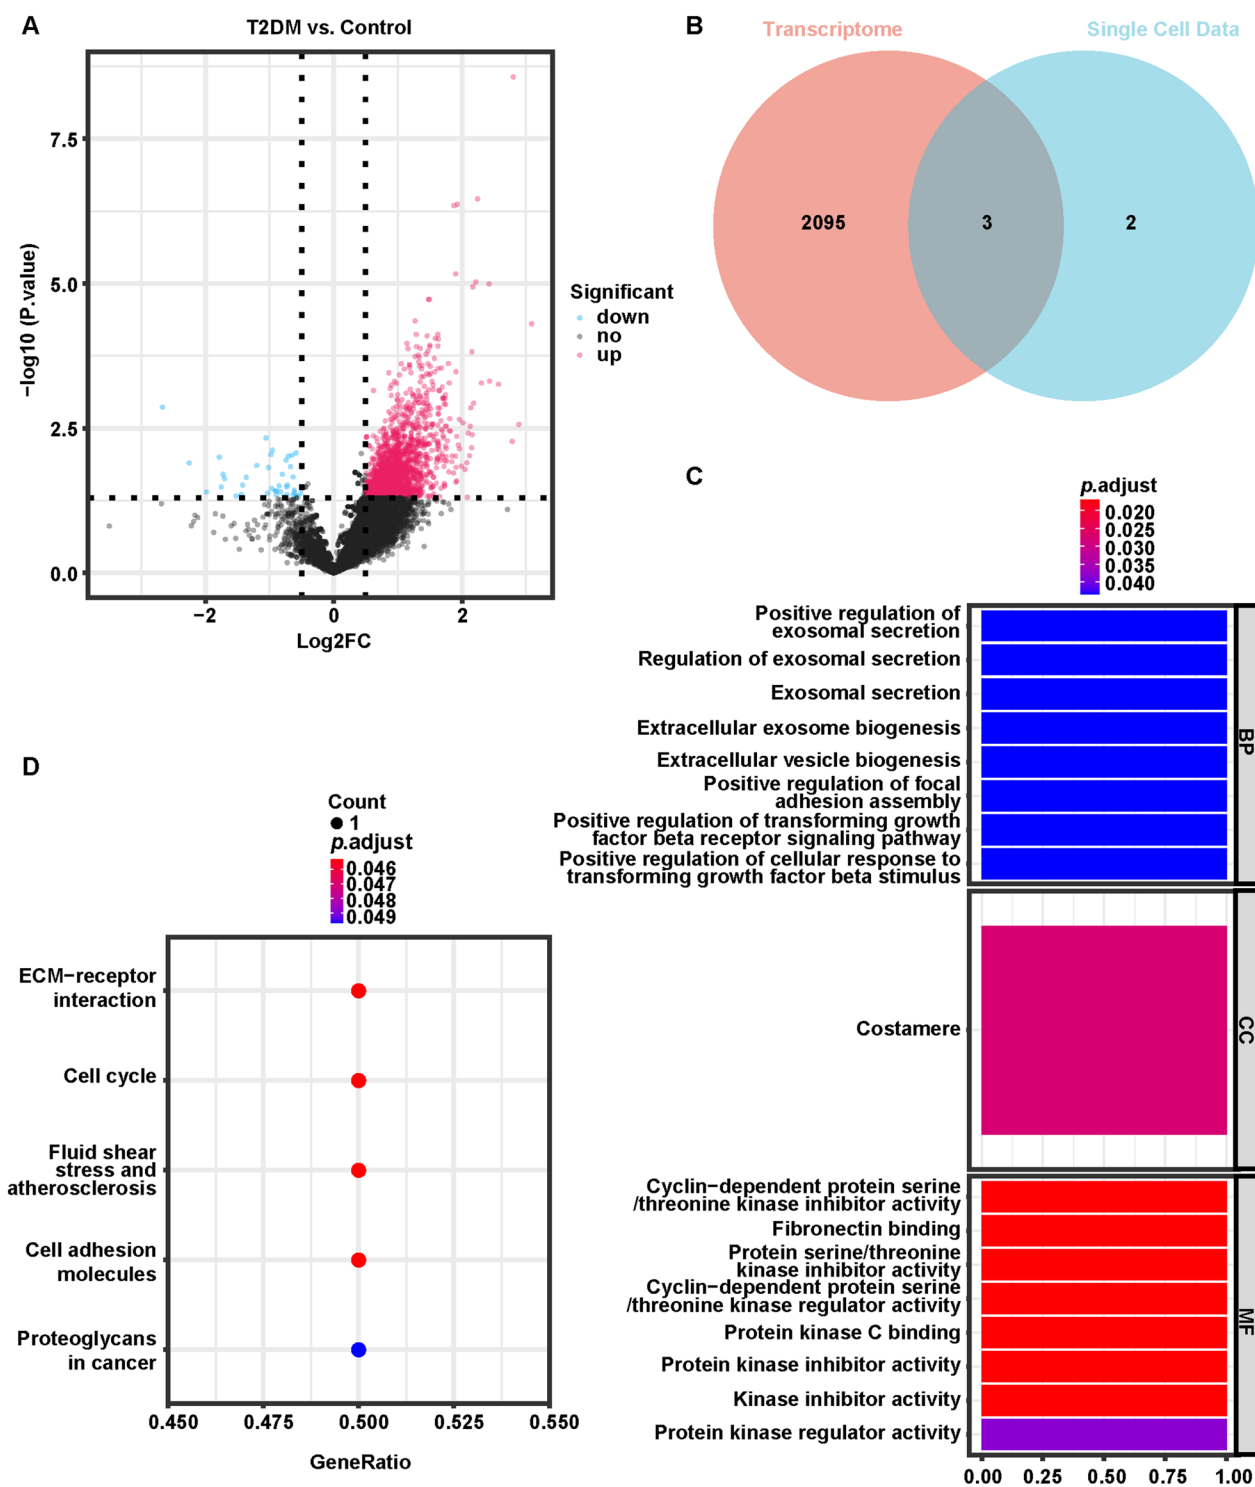 A
T2DM vs. Control
7.5
5.0
2.5
0.0
−log10 (P.value)
−2
0
2
Log2FC
Significant
down
no
up
B
Transcriptome
Single Cell Data
2095
3
2
C
p.adjust
0.020
0.025
0.030
0.035
0.040
Positive regulation of
exosomal secretion
Regulation of exosomal secretion
Exosomal secretion
Extracellular exosome biogenesis
Extracellular vesicle biogenesis
Positive regulation of focal
adhesion assembly
Positive regulation of transforming growth
factor beta receptor signaling pathway
Positive regulation of cellular response to
transforming growth factor beta stimulus
BP
Costamere
CC
Cyclin−dependent protein serine
/threonine kinase inhibitor activity
Fibronectin binding
Protein serine/threonine
kinase inhibitor activity
Cyclin−dependent protein serine
/threonine kinase regulator activity
Protein kinase C binding
Protein kinase inhibitor activity
Kinase inhibitor activity
Protein kinase regulator activity
MF
0.00
0.25
0.50
0.75
1.00
D
Count
1
p.adjust
0.046
0.047
0.048
0.049
ECM−receptor
interaction
Cell cycle
Fluid shear
stress and
atherosclerosis
Cell adhesion
molecules
Proteoglycans
in cancer
0.450
0.475
0.500
0.525
0.550
GeneRatio